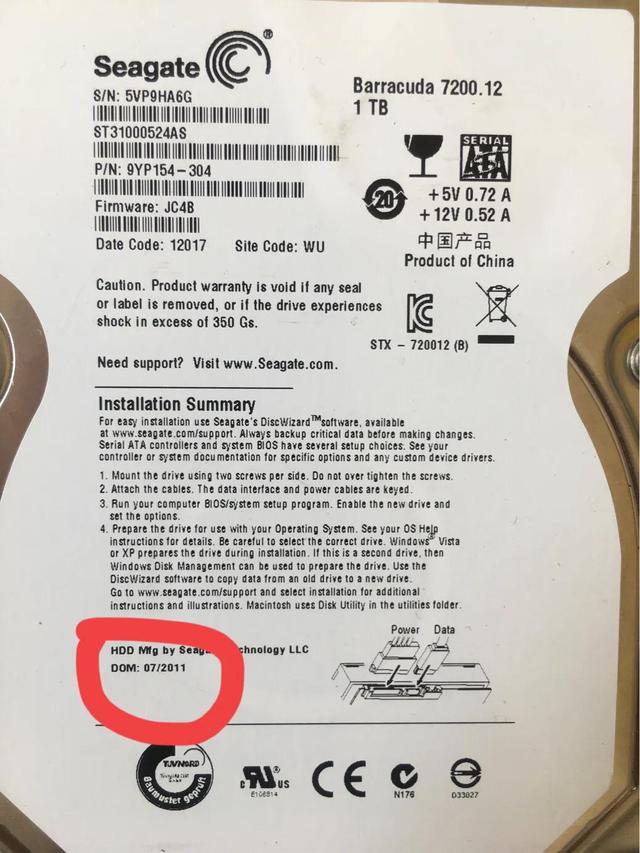 Seagate®
S/N: 5VP9HA6G
ST31000524AS
P/N: 9YP154-304
Firmware: JC4B
Date Code: 12017 Site Code: WU
Barracuda 7200.12
1 TB
SERIAL
ATA
20
+5V 0.72 A
+12V 0.52 A
中国产品
Product of China
Caution. Product warranty is void if any seal
or label is removed, or if the drive experiences
shock in excess of 350 Gs.
STX - 720012 (B)
Need support? Visit www.Seagate.com.
Installation Summary
For easy installation use Seagate's DiscWizard™ software, available
at www.seagate.com/support. Always backup critical data before making changes.
Serial ATA controllers and system BIOS have several setup choices. See your
controller or system documentation for specific options and any custom device drivers.
1. Mount the drive using two screws per side. Do not over tighten the screws.
2. Attach the cables. The data interface and power cables are keyed.
3. Run your computer BIOS/system setup program. Enable the new drive and
set the options.
4. Prepare the drive for use with your Operating System. See your OS Help
instructions for details. Be careful to select the correct drive. Windows® Vista
or XP prepares the drive during installation. If this is a second drive, then
Windows Disk Management can be used to prepare the drive. Use the
DiscWizard software to copy data from an old drive to a new drive.
Go to www.seagate.com/support and select installation for additional
instructions and illustrations. Macintosh uses Disk Utility in the utilities folder.
Power Data
HDD Mfg by Seag chnology LLC
DOM: 07/2011
TUVNORD
Baumuster geprüft
c RU ® US
E108814
CE
N176
D33027